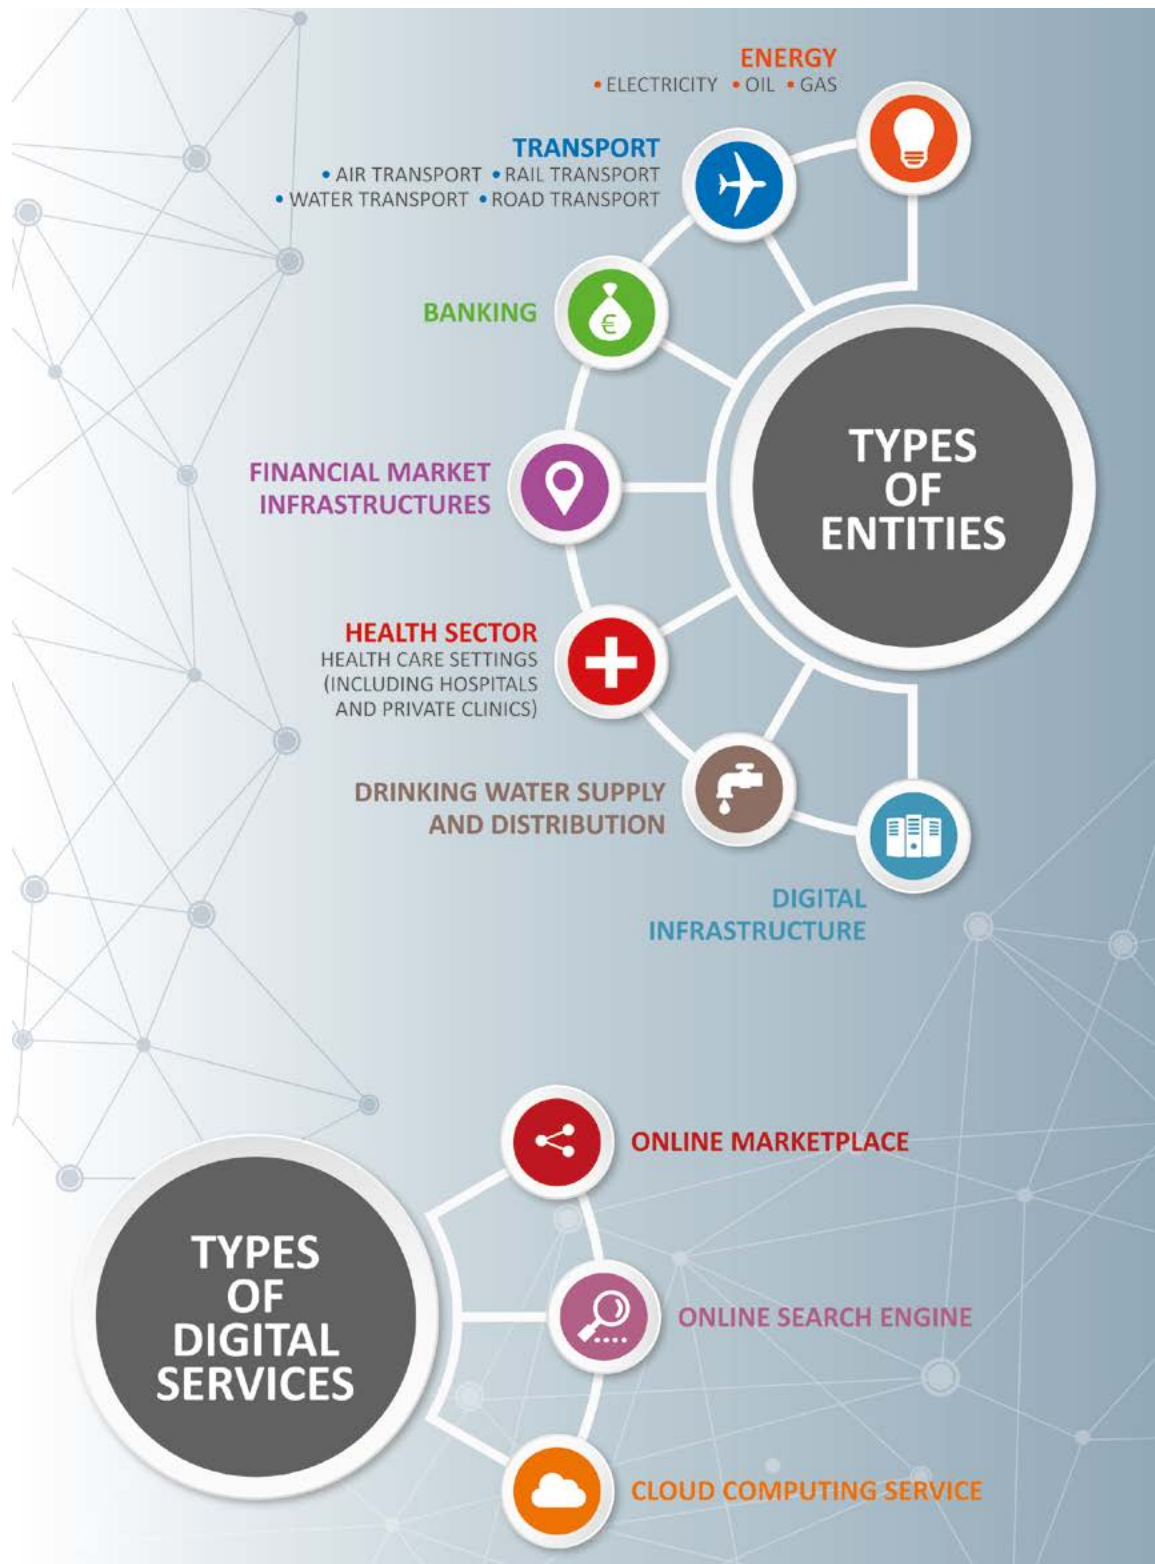 ENERGY
• ELECTRICITY • OIL • GAS
TRANSPORT
• AIR TRANSPORT • RAIL TRANSPORT
• WATER TRANSPORT • ROAD TRANSPORT
BANKING
FINANCIAL MARKET
INFRASTRUCTURES
TYPES
OF
ENTITIES
HEALTH SECTOR
HEALTH CARE SETTINGS
(INCLUDING HOSPITALS
AND PRIVATE CLINICS)
DRINKING WATER SUPPLY
AND DISTRIBUTION
DIGITAL
INFRASTRUCTURE
TYPES
OF
DIGITAL
SERVICES
ONLINE MARKETPLACE
ONLINE SEARCH ENGINE
CLOUD COMPUTING SERVICE